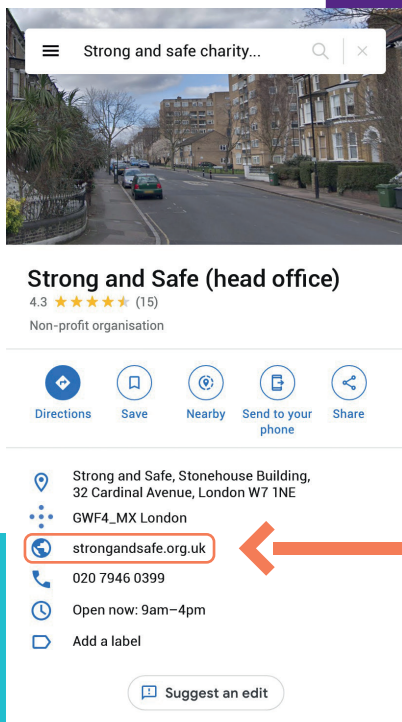 Strong and safe charity...
Strong and Safe (head office)
4.3 (15)
Non-profit organisation
Directions
Save
Nearby
Send to your
phone
Share
Strong and Safe, Stonehouse Building,
32 Cardinal Avenue, London W7 1NE
GWF4_MX London
strongandsafe.org.uk
020 7946 0399
Open now: 9am–4pm
Add a label
Suggest an edit